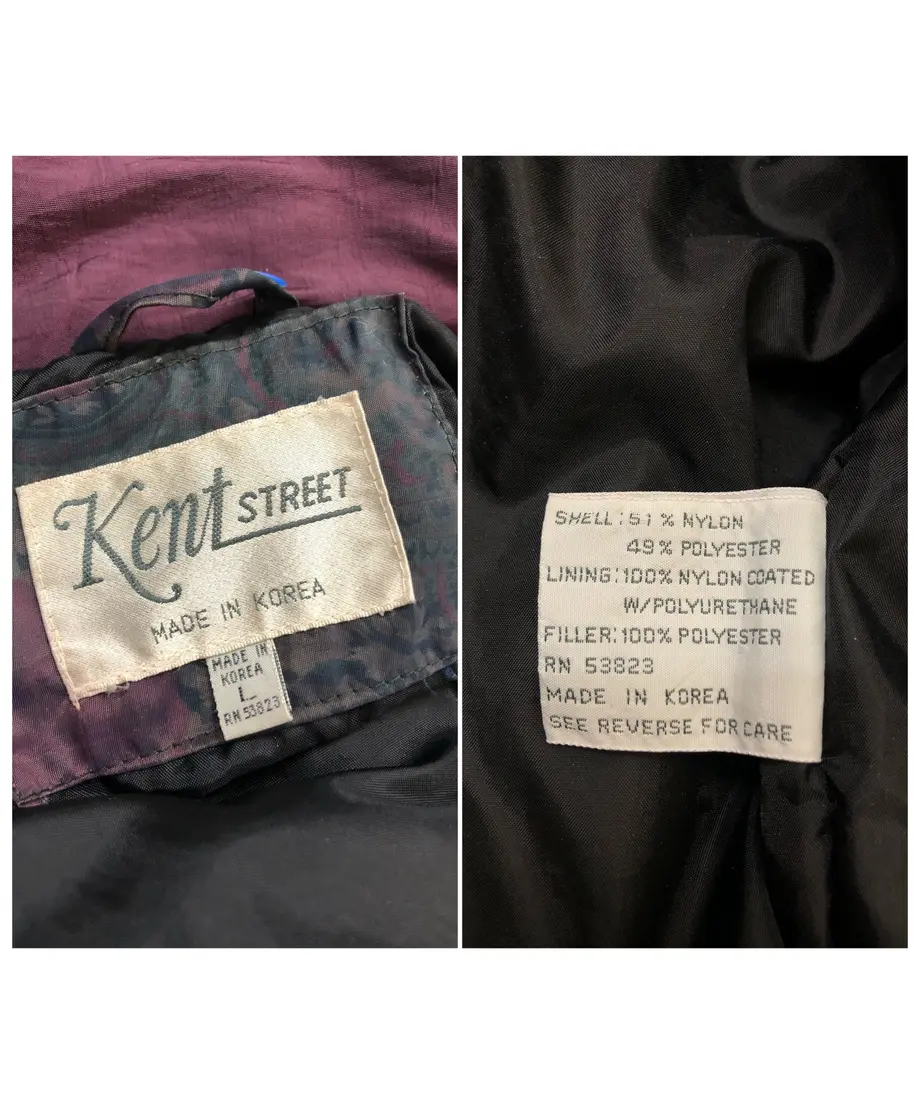 Kent STREET
MADE IN KOREA
MADE IN
KOREA
L
RN 53823
SHELL: 51 % NYLON
49 % POLYESTER
LINING: 100% NYLON COATED
W/POLYURETHANE
FILLER: 100% POLYESTER
RN 53823
MADE IN KOREA
SEE REVERSE FOR CARE